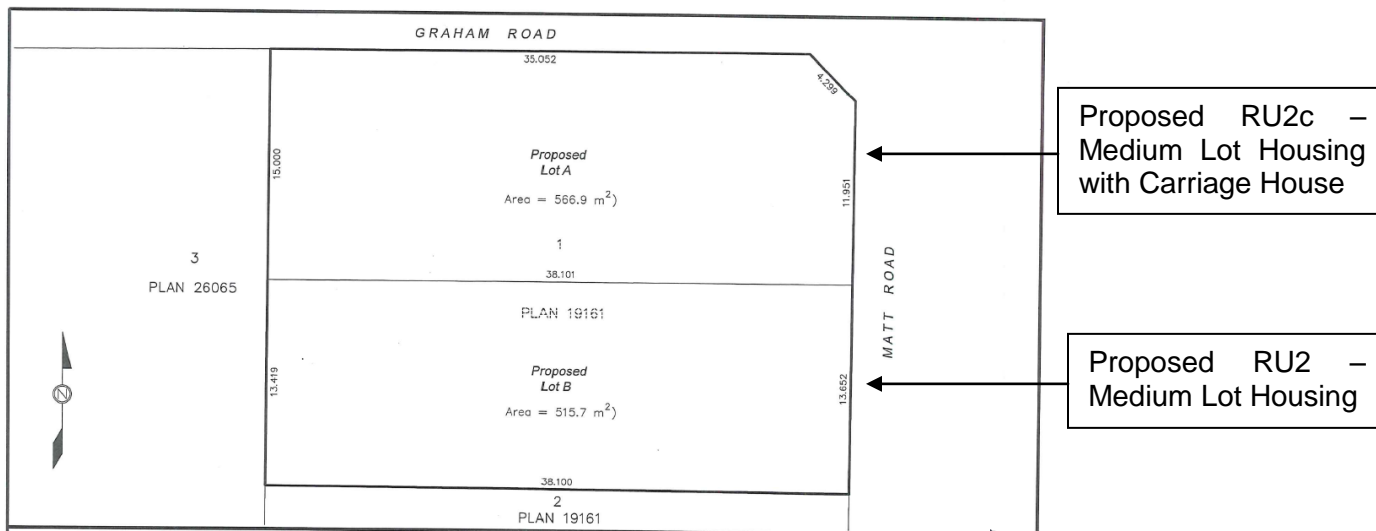 GRAHAM ROAD
35.052
4.299
Proposed RU2c –
Medium Lot Housing
with Carriage House
15.000
Proposed
Lot A
Area = 566.9 m²)
11.951
1
3
PLAN 26065
38.101
MATT ROAD
PLAN 19161
Proposed RU2 –
Medium Lot Housing
13.419
Proposed
Lot B
Area = 515.7 m²)
13.652
N
38.100
2
PLAN 19161